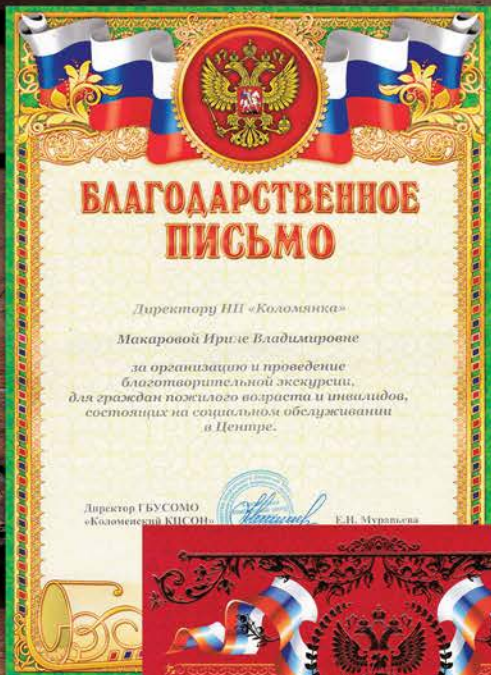 БЛАГОДАРСТВЕННОЕ
ПИСЬМО
Директору НП «Коломянка»
Макаровой Ирине Владимировне
за организацию и проведение
благотворительной экскурсии,
для граждан пожилого возраста и инвалидов,
состоящих на социальном обслуживании
в Центре.
Директор ГБУСОМО
«Коломенский КЦСОН»
Е.Н. Муравьева